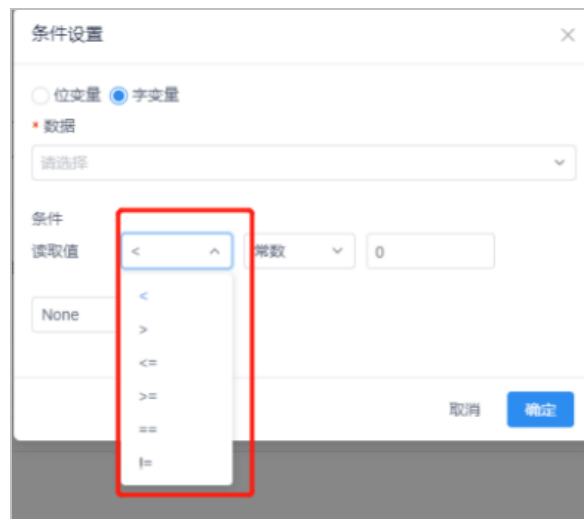 条件设置
位变量 字变量
* 数据
请选择
条件
读取值 < 常数 0
<
None
>
<=
>=
==
!=
取消 确定